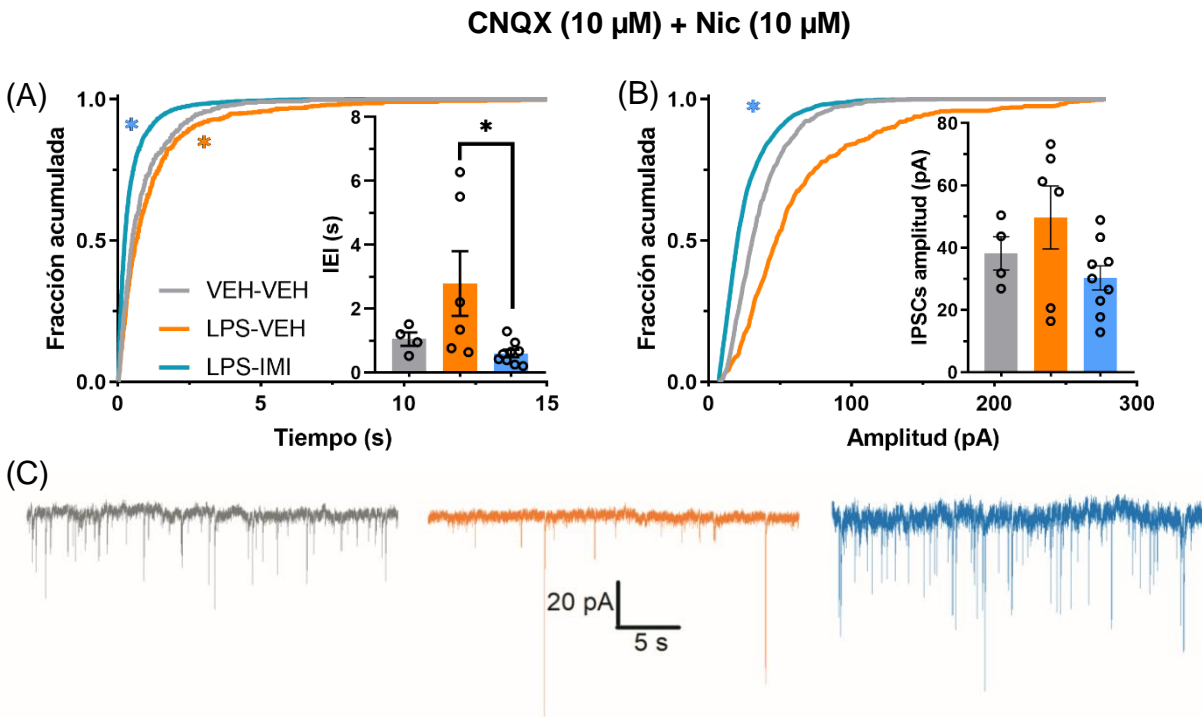 CNQX (10 µM) + Nic (10 µM)
(A)
Fracción acumulada
1.0
0.5
0.0
0
5
10
15
Tiempo (s)
*
*
VEH-VEH
LPS-VEH
LPS-IMI
IEI (s)
8
6
4
2
0
*
(B)
Fracción acumulada
1.0
0.5
0.0
0
100
200
300
Amplitud (pA)
*
IPSCs amplitud (pA)
80
60
40
20
0
(C)
20 pA
5 s